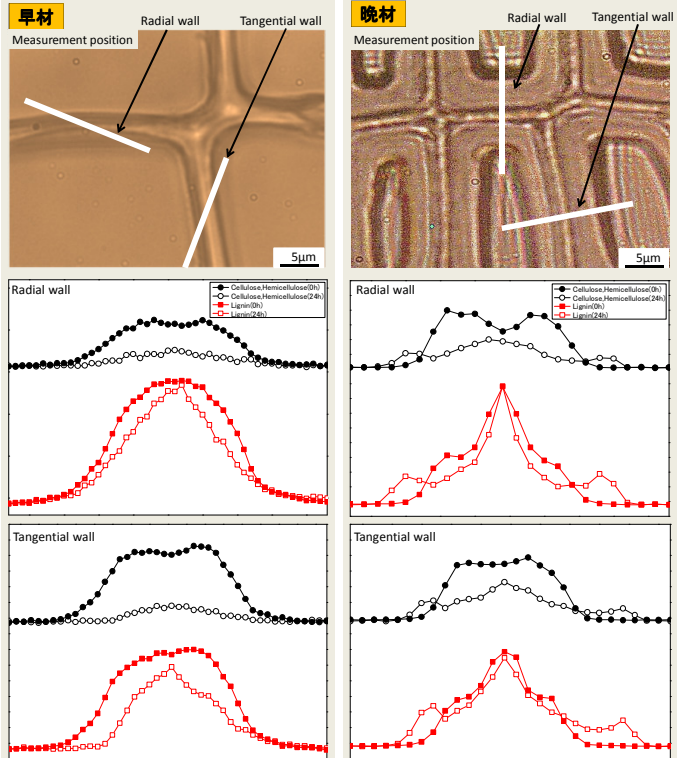 早材
Radial wall
Tangential wall
Measurement position
5μm
Radial wall
Cellulose,Hemicellulose(0h)
Cellulose,Hemicellulose(24h)
Lignin(0h)
Lignin(24h)
Tangential wall
晩材
Radial wall
Tangential wall
Measurement position
5μm
Radial wall
Cellulose,Hemicellulose(0h)
Cellulose,Hemicellulose(24h)
Lignin(0h)
Lignin(24h)
Tangential wall